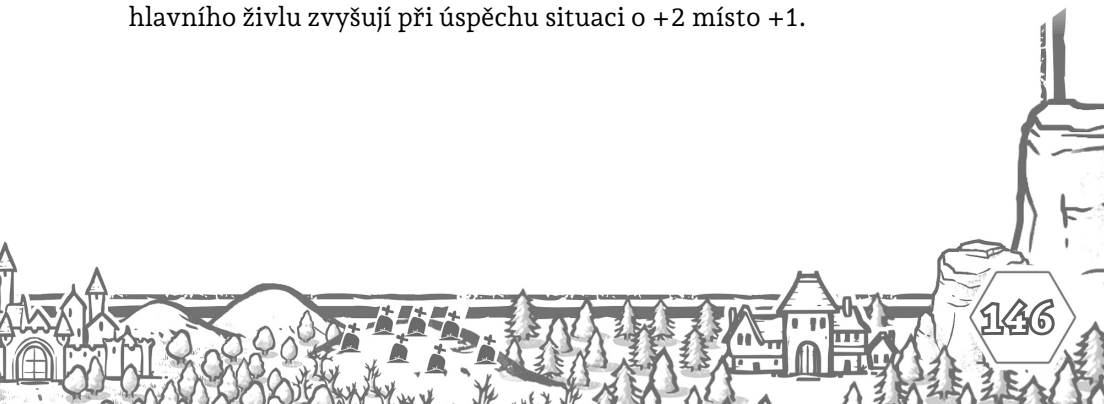 hlavního živlu zvyšují při úspěchu situaci o +2 místo +1.
146